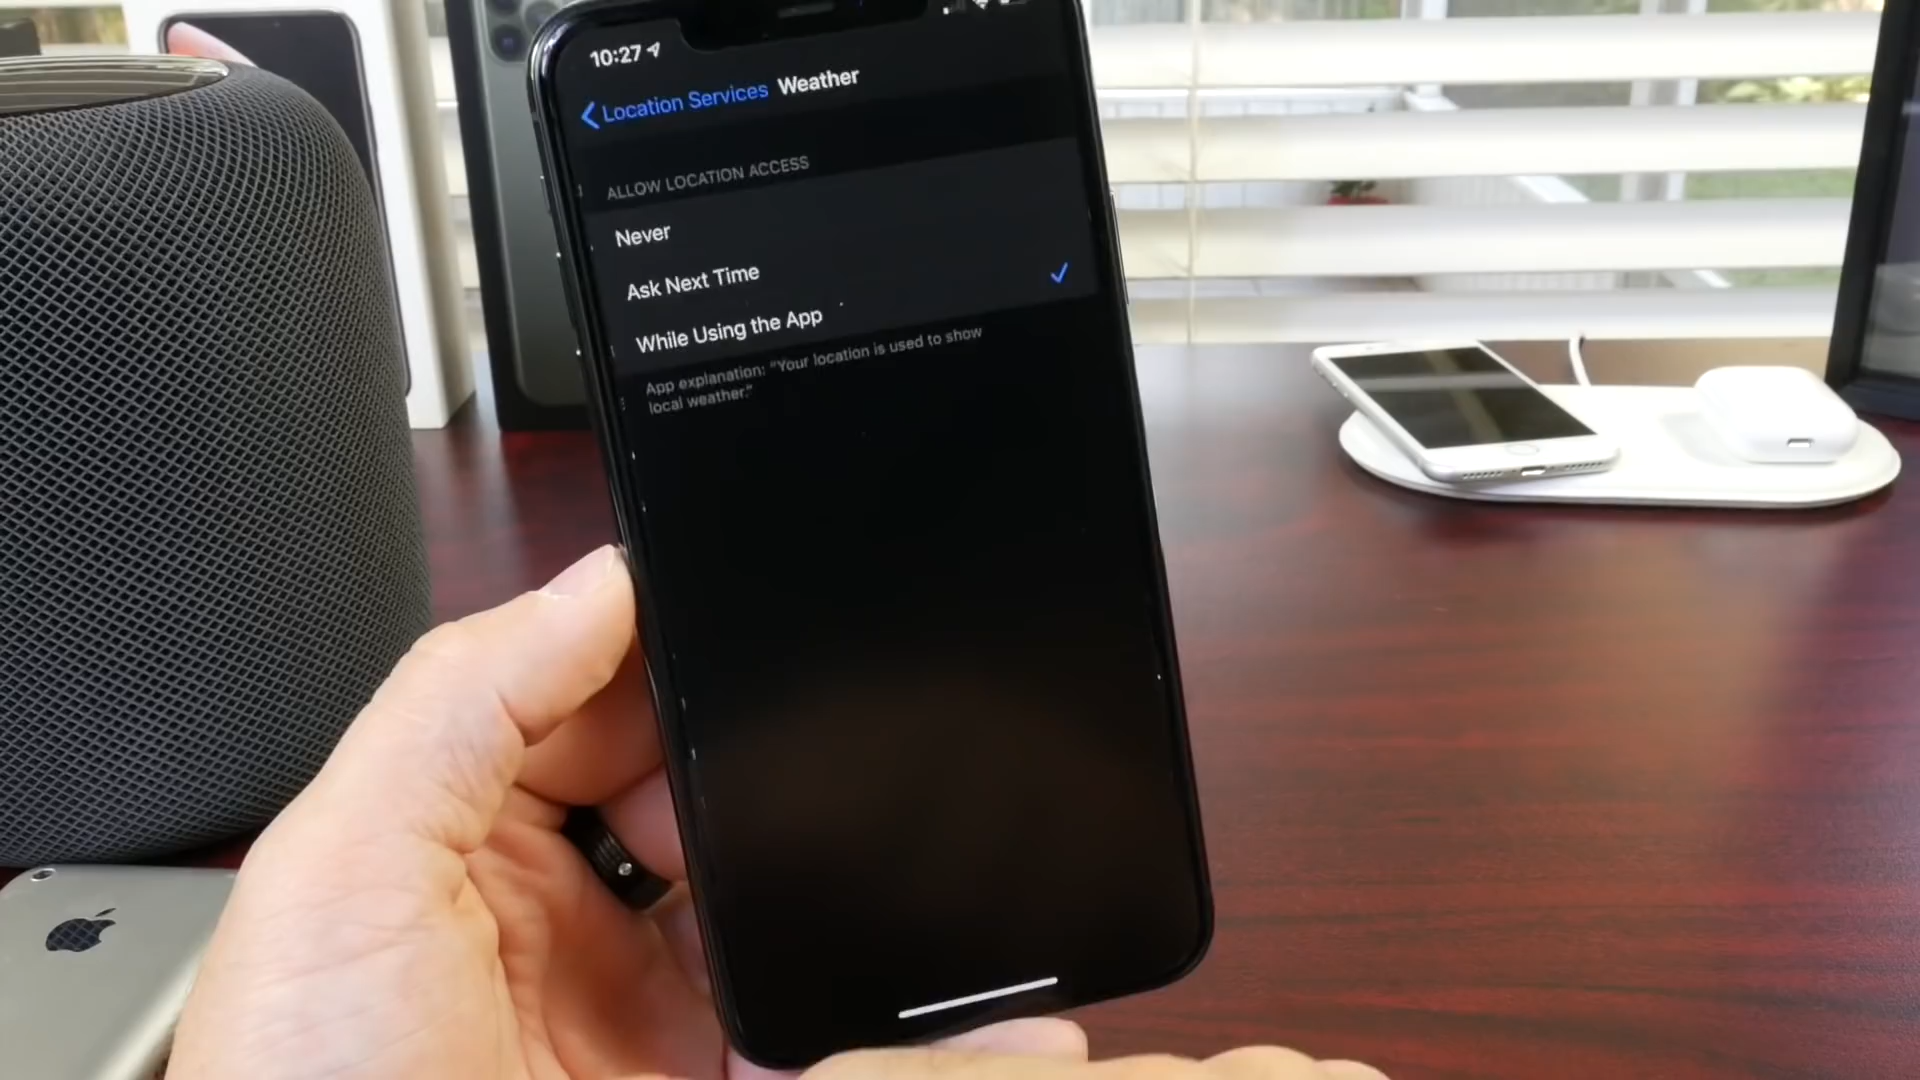 10:27
Location Services Weather
ALLOW LOCATION ACCESS
Never
Ask Next Time
While Using the App
App explanation: “Your location is used to show
local weather.”